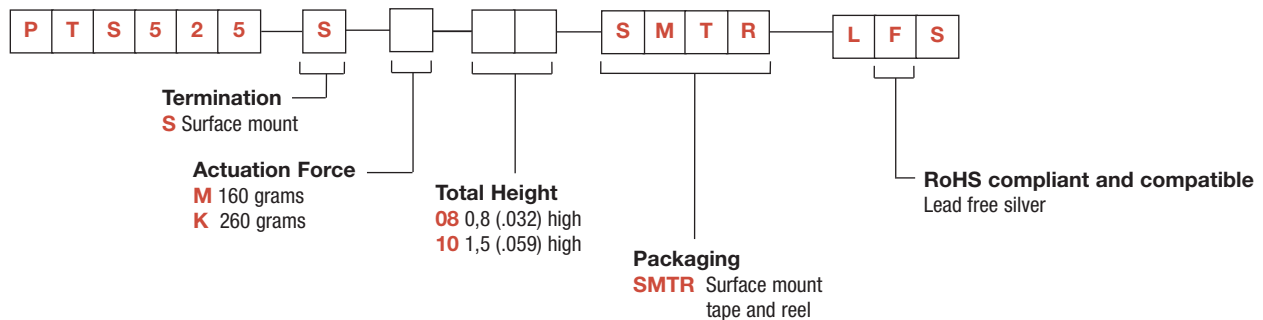 P T S 5 2 5 S S M T R L F S
Termination
S Surface mount
Actuation Force
M 160 grams
K 260 grams
Total Height
08 0,8 (.032) high
10 1,5 (.059) high
Packaging
SMTR Surface mount
tape and reel
RoHS compliant and compatible
Lead free silver